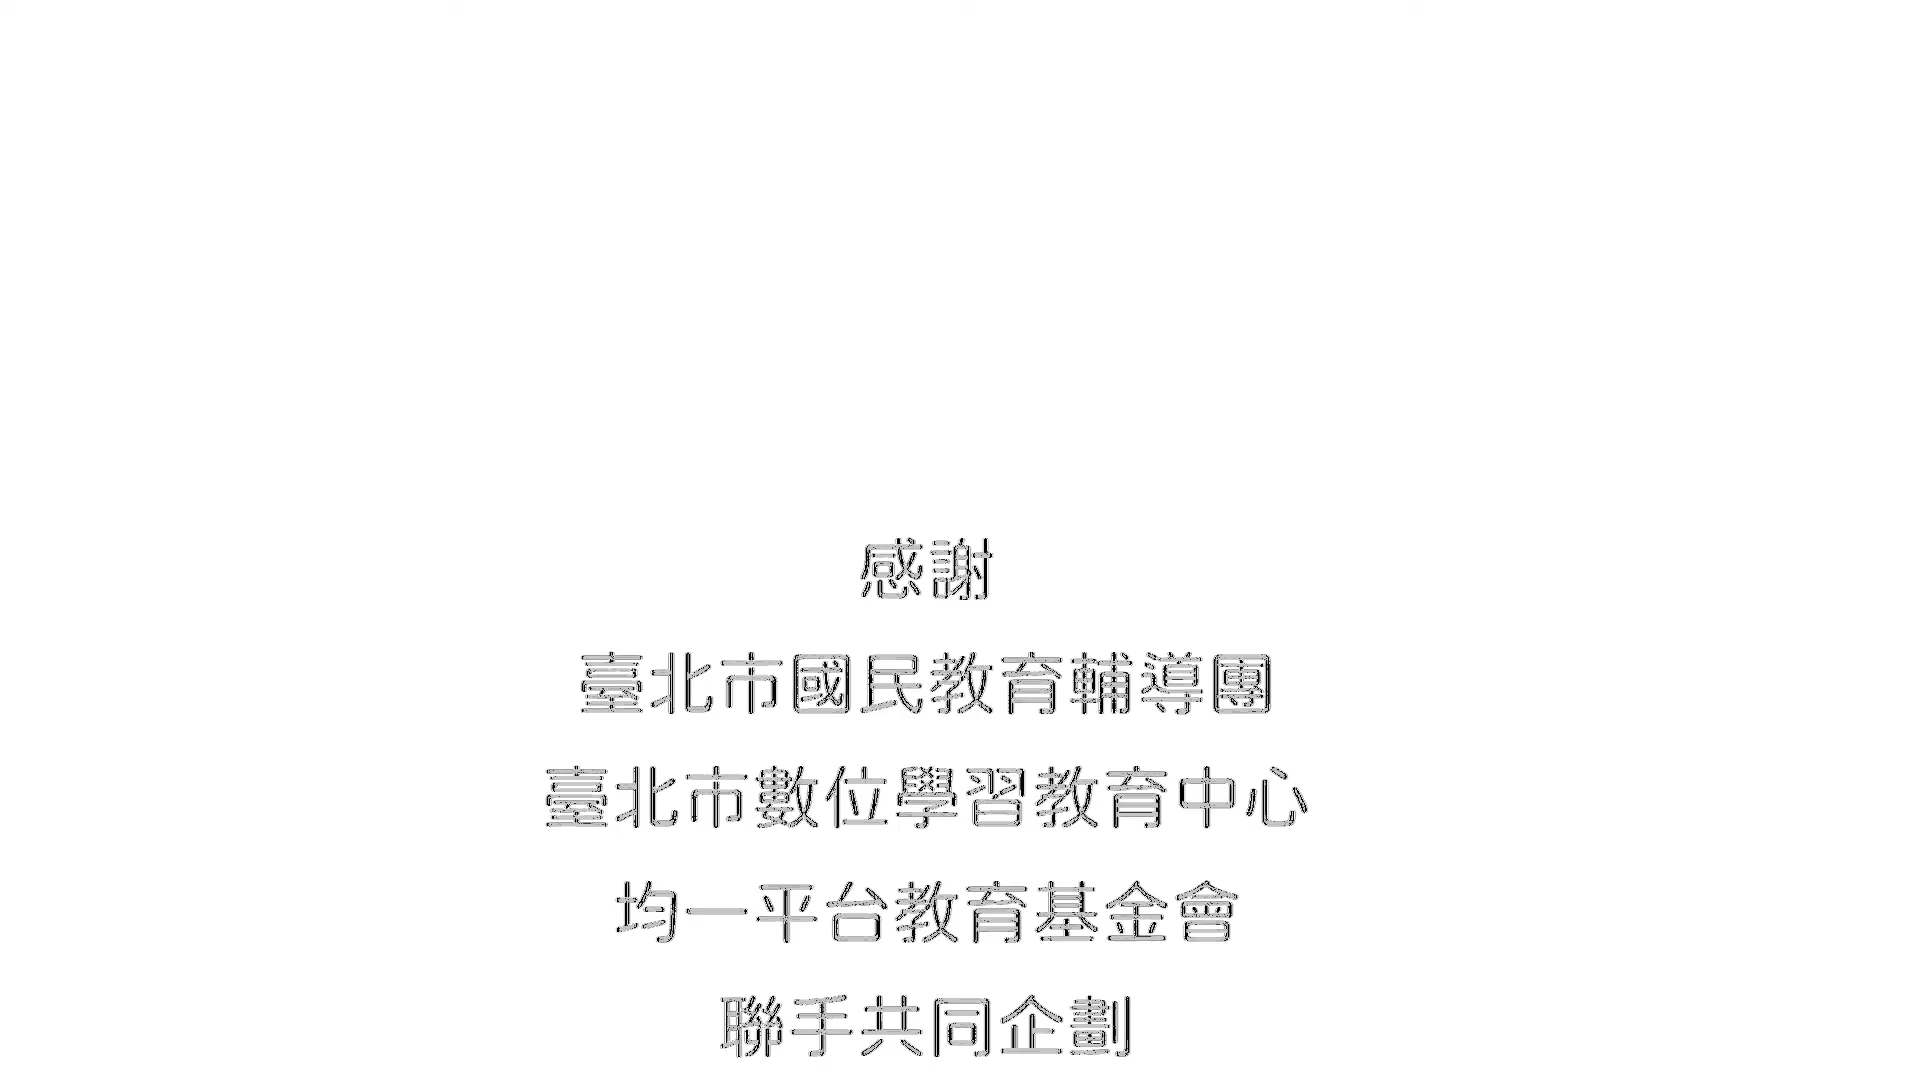 感謝
臺北市國民教育輔導團
臺北市數位學習教育中心
均一平台教育基金會
聯手共同企劃